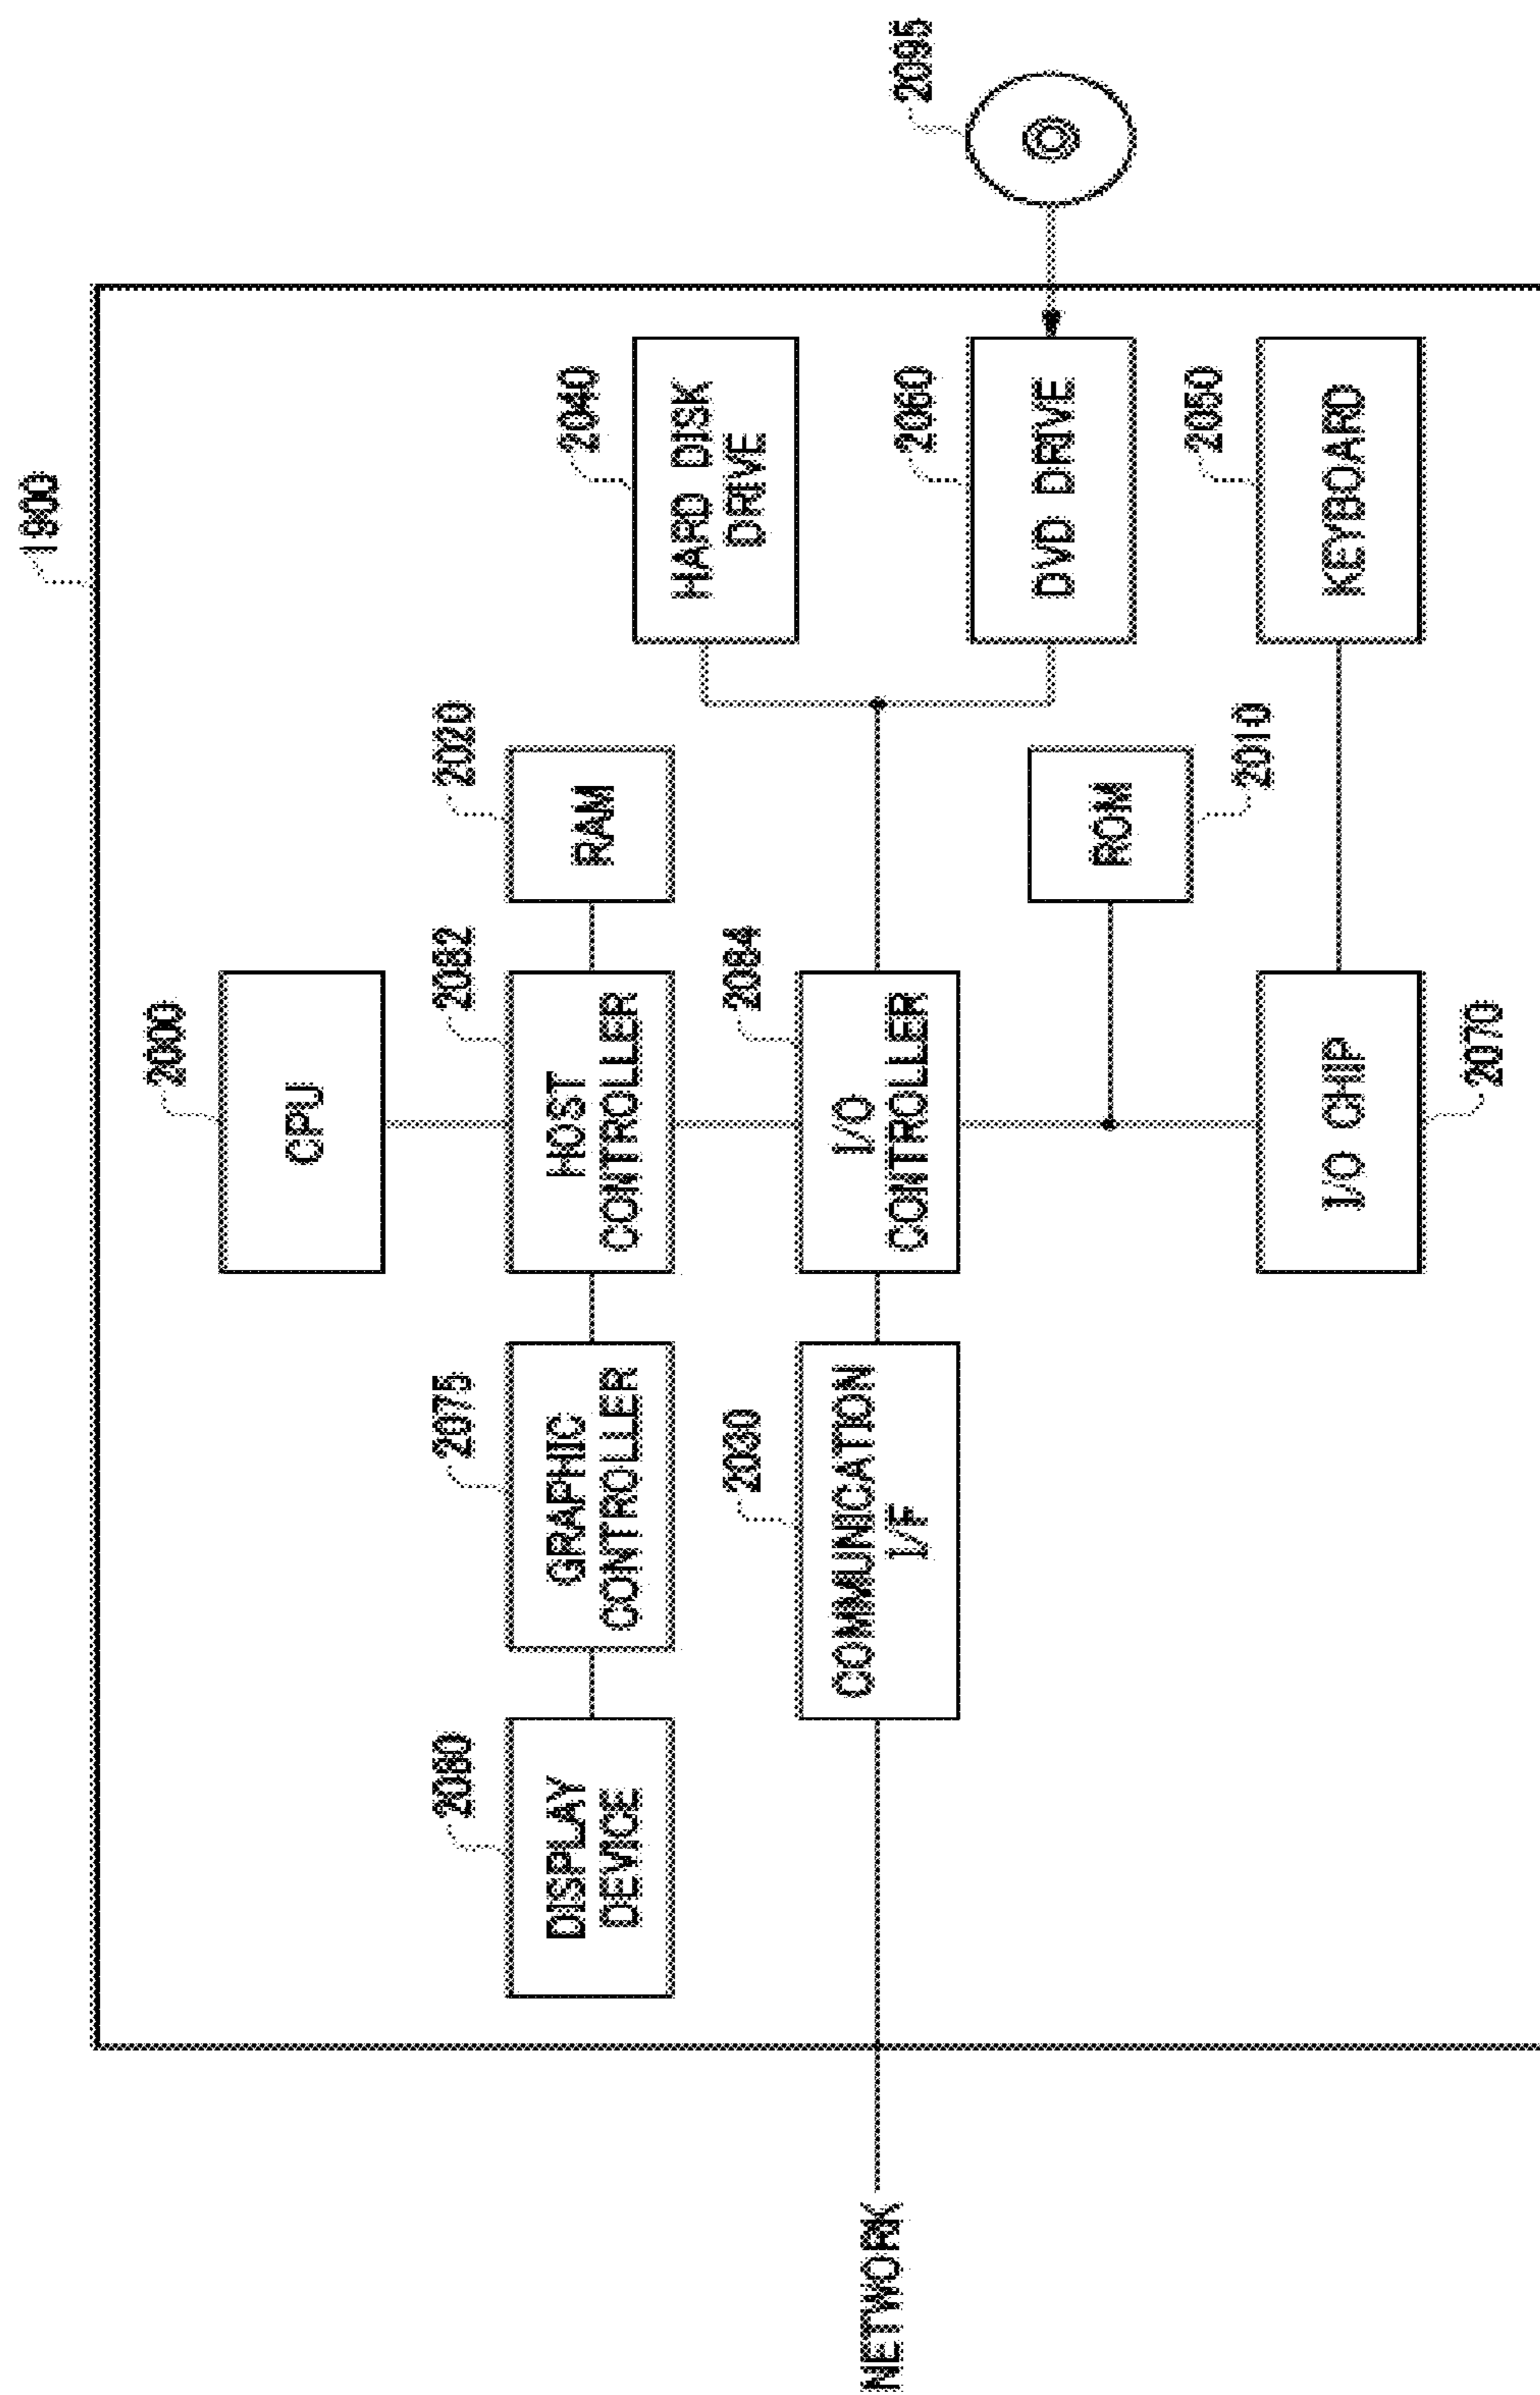 1900
2000
CPU
2080
DISPLAY
DEVICE
2075
GRAPHIC
CONTROLLER
2082
HOST
CONTROLLER
2020
RAM
2040
HARD DISK
DRIVE
NETWORK
2030
COMMUNICATION
I/F
2084
I/O
CONTROLLER
2060
DVD DRIVE
2095
ROM
2010
2050
KEYBOARD
I/O CHIP
2070